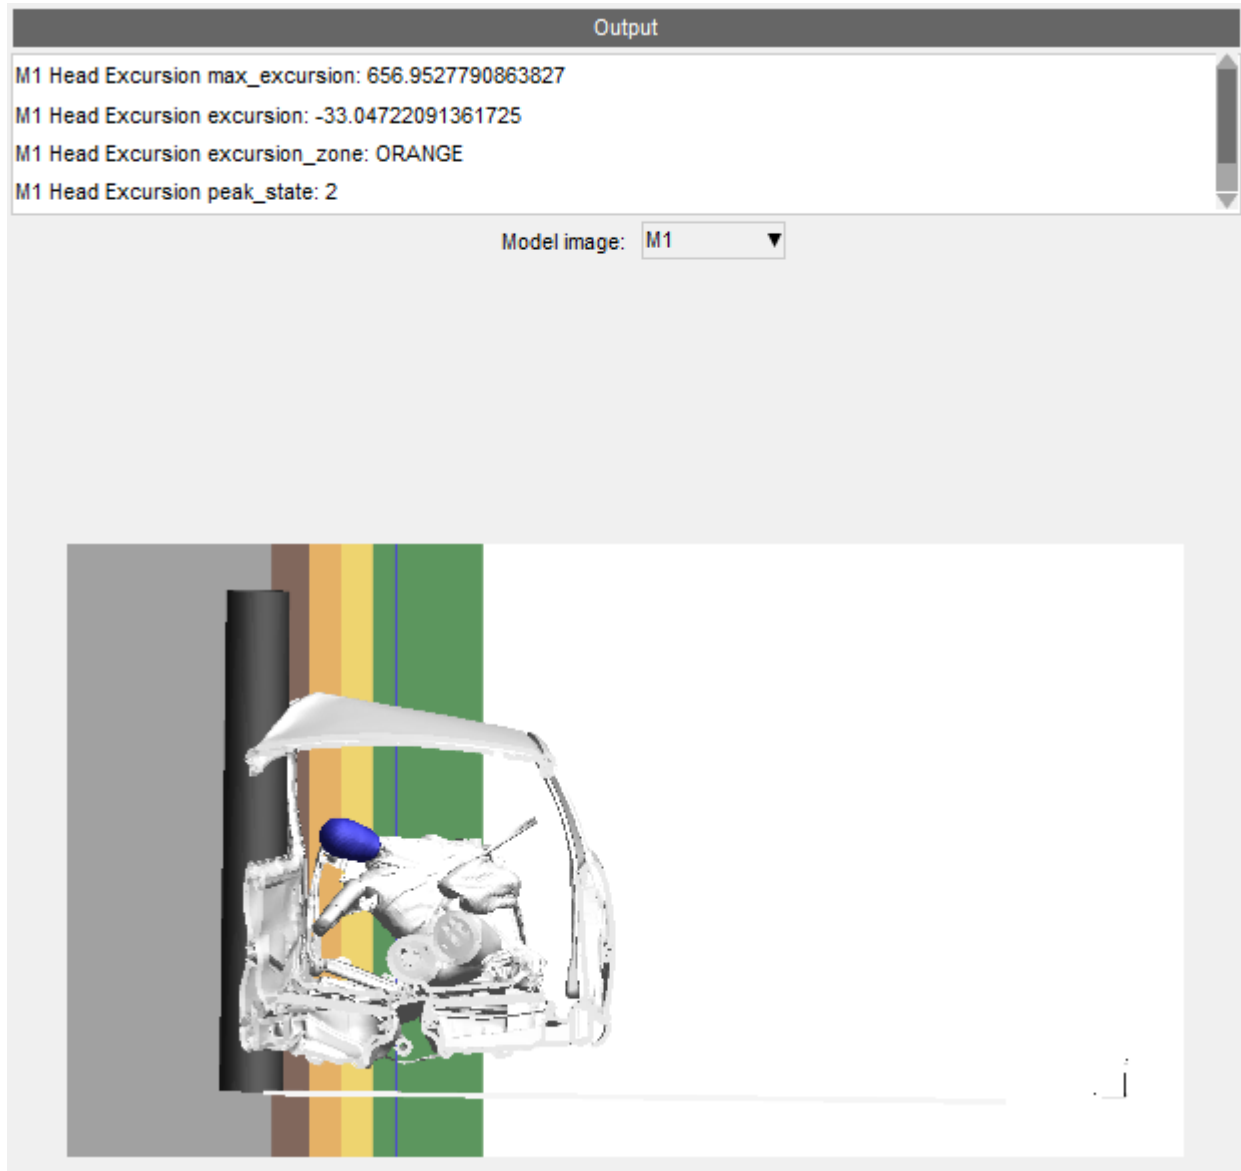 Output
M1 Head Excursion max_excursion: 656.9527790863827
M1 Head Excursion excursion: -33.04722091361725
M1 Head Excursion excursion_zone: ORANGE
M1 Head Excursion peak_state: 2
Model image: M1